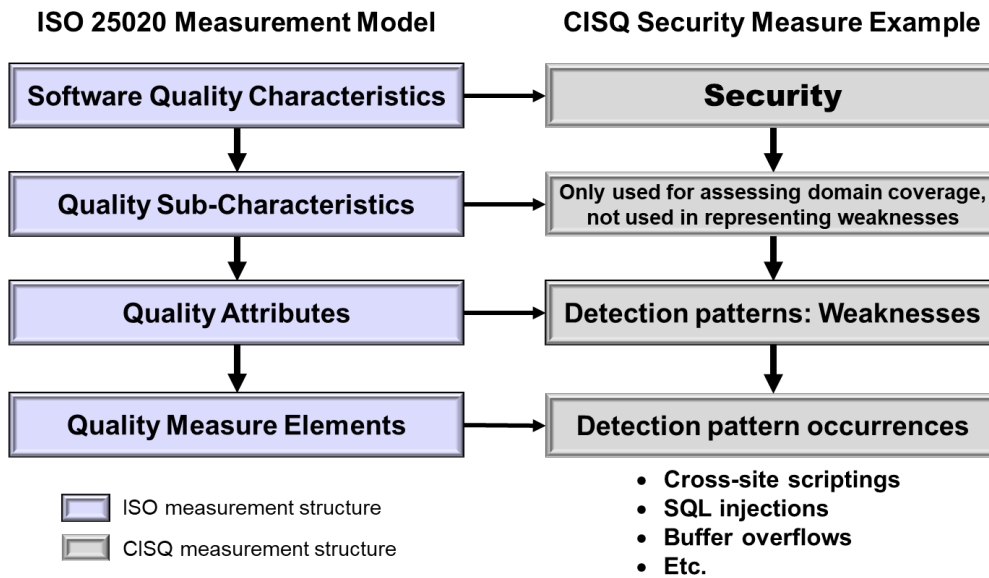 ISO 25020 Measurement Model
CISQ Security Measure Example
Software Quality Characteristics
Security
Quality Sub-Characteristics
Only used for assessing domain coverage,
not used in representing weaknesses
Quality Attributes
Detection patterns: Weaknesses
Quality Measure Elements
Detection pattern occurrences
• Cross-site scriptings
• SQL injections
• Buffer overflows
• Etc.
ISO measurement structure
CISQ measurement structure